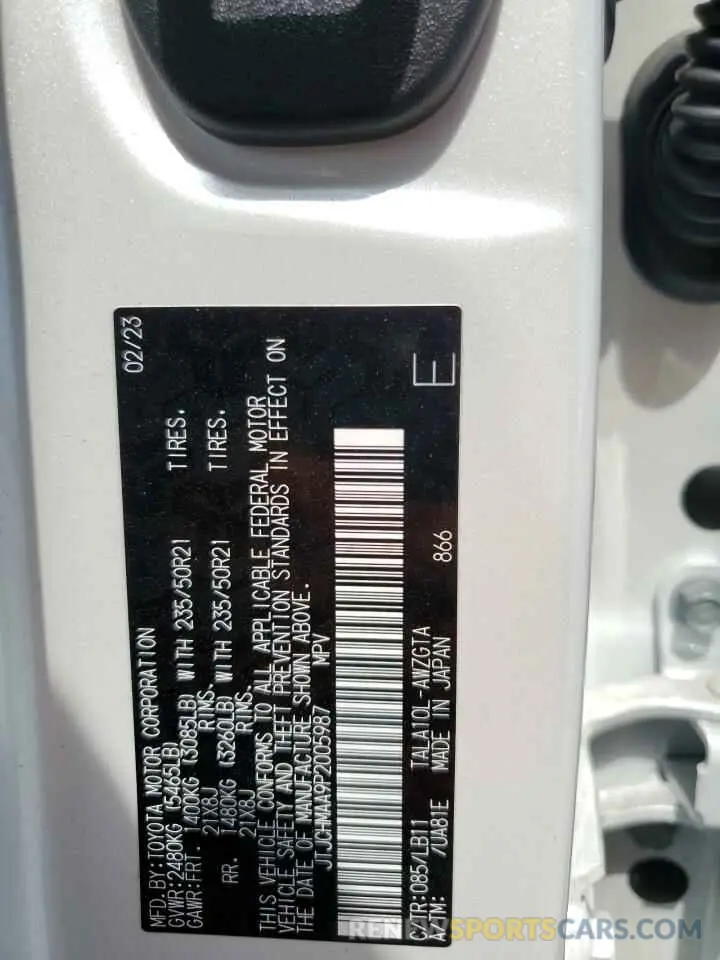 MFD.BY:TOYOTA MOTOR CORPORATION 02/23
GVWR:2480KG (5465LB)
GAWR:FRT. 1400KG (3085LB) WITH 235/50R21 TIRES.
21X8J RIMS.
RR. 1480KG (3260LB) WITH 235/50R21 TIRES.
21X8J RIMS.
THIS VEHICLE CONFORMS TO ALL APPLICABLE FEDERAL MOTOR
VEHICLE SAFETY AND THEFT PREVENTION STANDARDS IN EFFECT ON
THE DATE OF MANUFACTURE SHOWN ABOVE.
JTJCHMAA9P2005987 MPV
C/TR:085/LB11 TALA10L-AWZGTA 866
A/TM: /UA81E MADE IN JAPAN
E
RENEWSPORTSCARS.COM